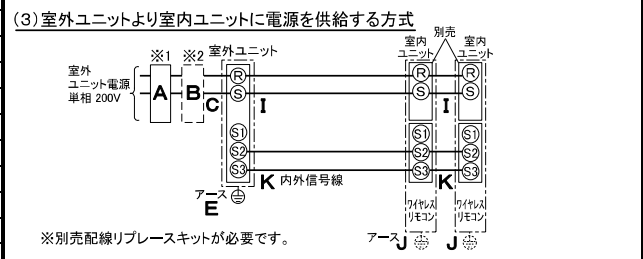 (3)室外ユニットより室内ユニットに電源を供給する方式
別売
※1 ※2 室外ユニット 室内 室内
ユニット ユニット
室外
ユニット電源
単相 200V
A B C R I R I R
S S S
S1 S1 S1
S2 S2 S2
S3 S3 S3
K 内外信号線 K
アース
E
ワイヤレス ワイヤレス
リモコン リモコン
※別売配線リプレースキットが必要です。
アース J J